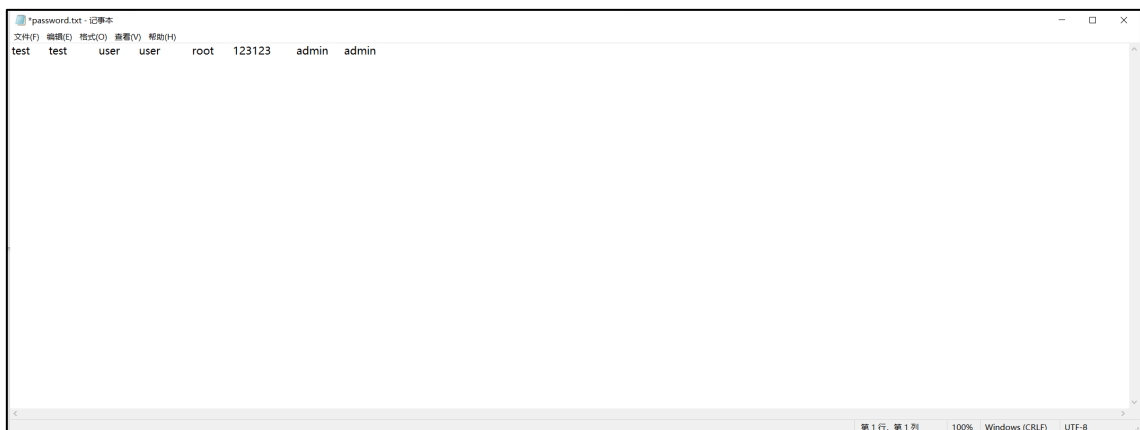 *password.txt - 记事本
文件(F) 编辑(E) 格式(O) 查看(V) 帮助(H)
test test user user root 123123 admin admin
第 1 行, 第 1 列 100% Windows (CRLF) UTF-8